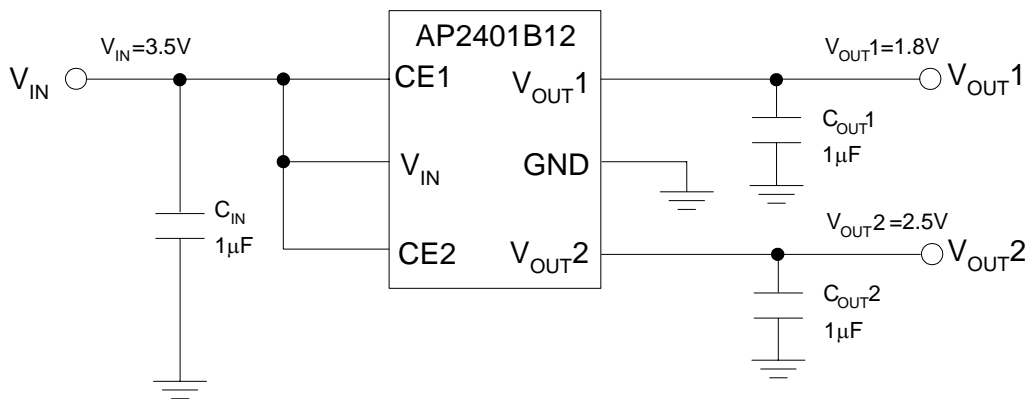 AP2401B12
V_IN=3.5V
V_IN
CE1
V_IN
CE2
V_OUT1
GND
V_OUT2
V_OUT1=1.8V
V_OUT1
C_OUT1
1µF
V_OUT2=2.5V
V_OUT2
C_OUT2
1µF
C_IN
1µF